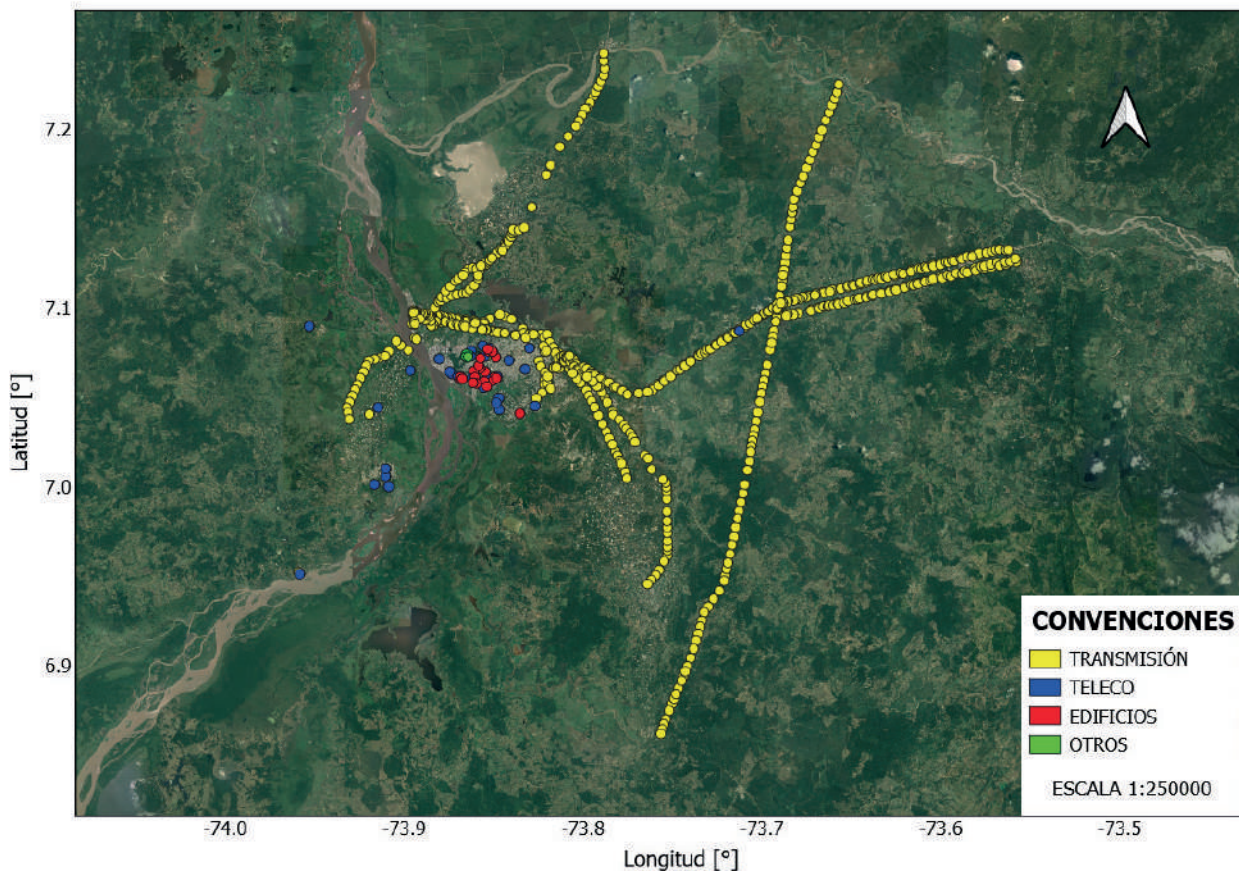 7.2
7.1
7.0
6.9
Latitud [°]
-74.0
-73.9
-73.8
-73.7
-73.6
-73.5
Longitud [°]
CONVENCIONES
TRANSMISIÓN
TELECO
EDIFICIOS
OTROS
ESCALA 1:250000